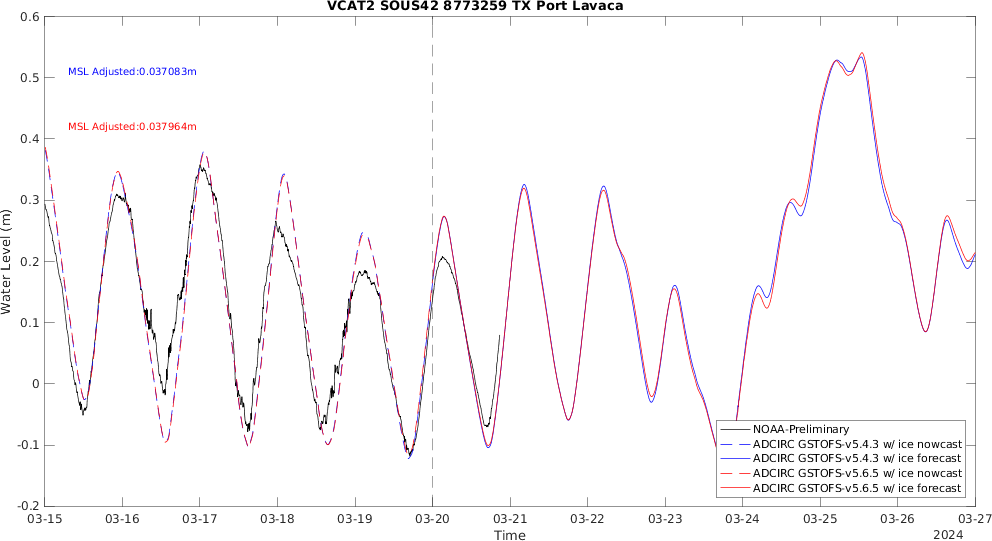 VCAT2 SOUS42 8773259 TX Port Lavaca
0.6
0.5
0.4
0.3
0.2
0.1
0
-0.1
-0.2
Water Level (m)
MSL Adjusted:0.037083m
MSL Adjusted:0.037964m
NOAA-Preliminary
ADCIRC GSTOFS-v5.4.3 w/ ice nowcast
ADCIRC GSTOFS-v5.4.3 w/ ice forecast
ADCIRC GSTOFS-v5.6.5 w/ ice nowcast
ADCIRC GSTOFS-v5.6.5 w/ ice forecast
03-15 03-16 03-17 03-18 03-19 03-20 03-21 03-22 03-23 03-24 03-25 03-26 03-27
Time
2024